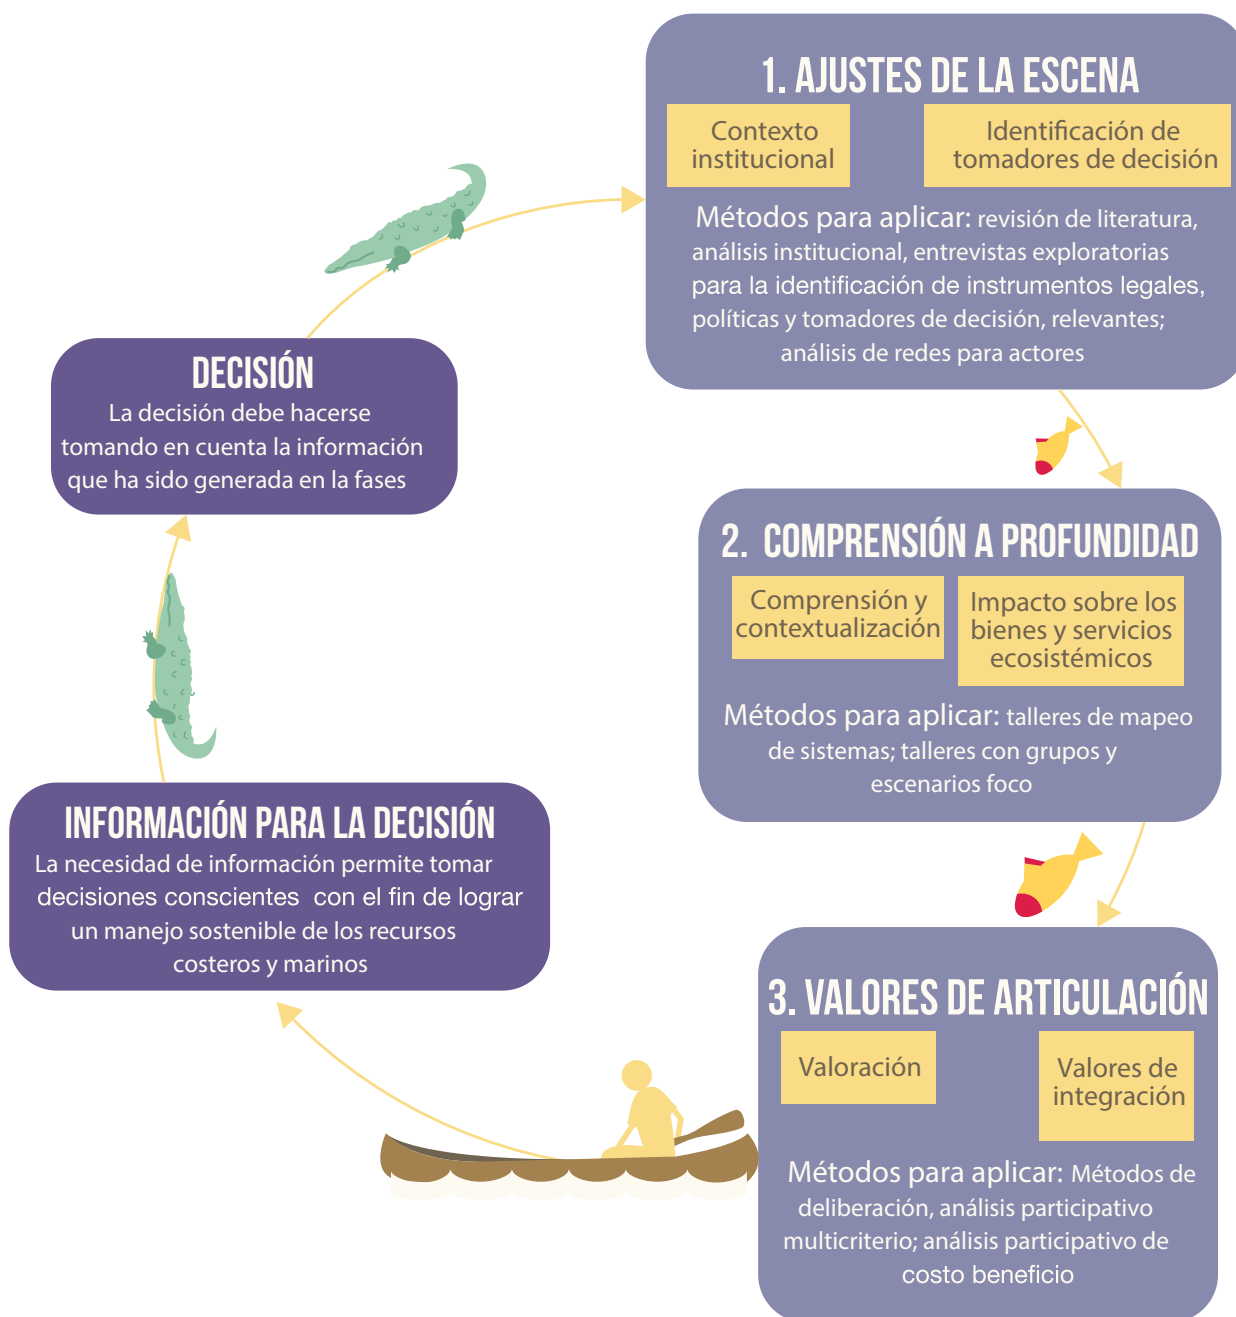 1. AJUSTES DE LA ESCENA
Contexto
institucional
Identificación de
tomadores de decisión
Métodos para aplicar: revisión de literatura,
análisis institucional, entrevistas exploratorias
para la identificación de instrumentos legales,
políticas y tomadores de decisión, relevantes;
análisis de redes para actores
2. COMPRENSIÓN A PROFUNDIDAD
Comprensión y
contextualización
Impacto sobre los
bienes y servicios
ecosistémicos
Métodos para aplicar: talleres de mapeo
de sistemas; talleres con grupos y
escenarios foco
3. VALORES DE ARTICULACIÓN
Valoración
Valores de
integración
Métodos para aplicar: Métodos de
deliberación, análisis participativo
multicriterio; análisis participativo de
costo beneficio
INFORMACIÓN PARA LA DECISIÓN
La necesidad de información permite tomar
decisiones conscientes con el fin de lograr
un manejo sostenible de los recursos
costeros y marinos
DECISIÓN
La decisión debe hacerse
tomando en cuenta la información
que ha sido generada en la fases